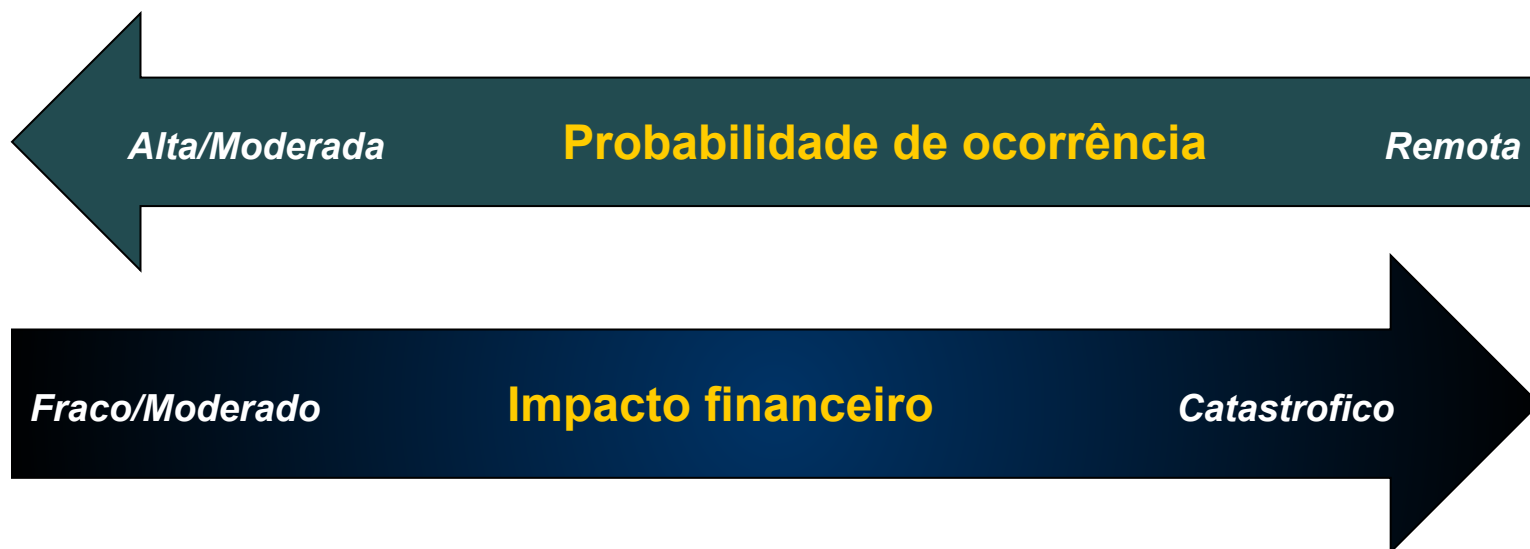 Alta/Moderada Probabilidade de ocorrência Remota
Fraco/Moderado Impacto financeiro Catastrofico